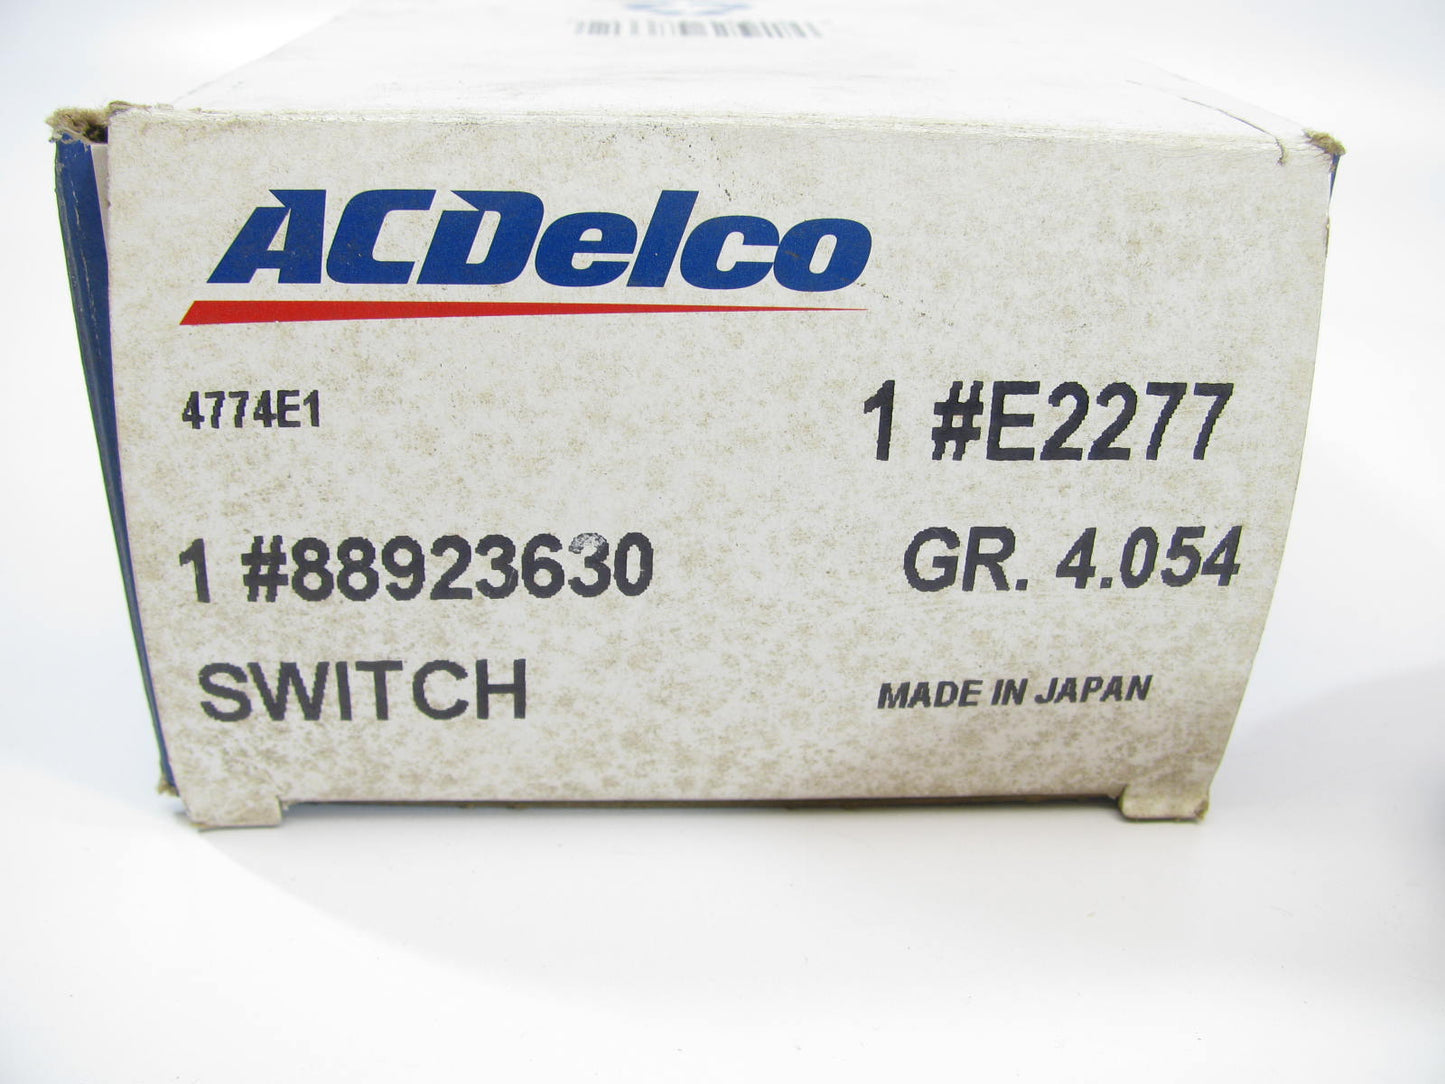 ACDelco
4774E1
1 #E2277
1 #88923630
GR. 4.054
SWITCH
MADE IN JAPAN